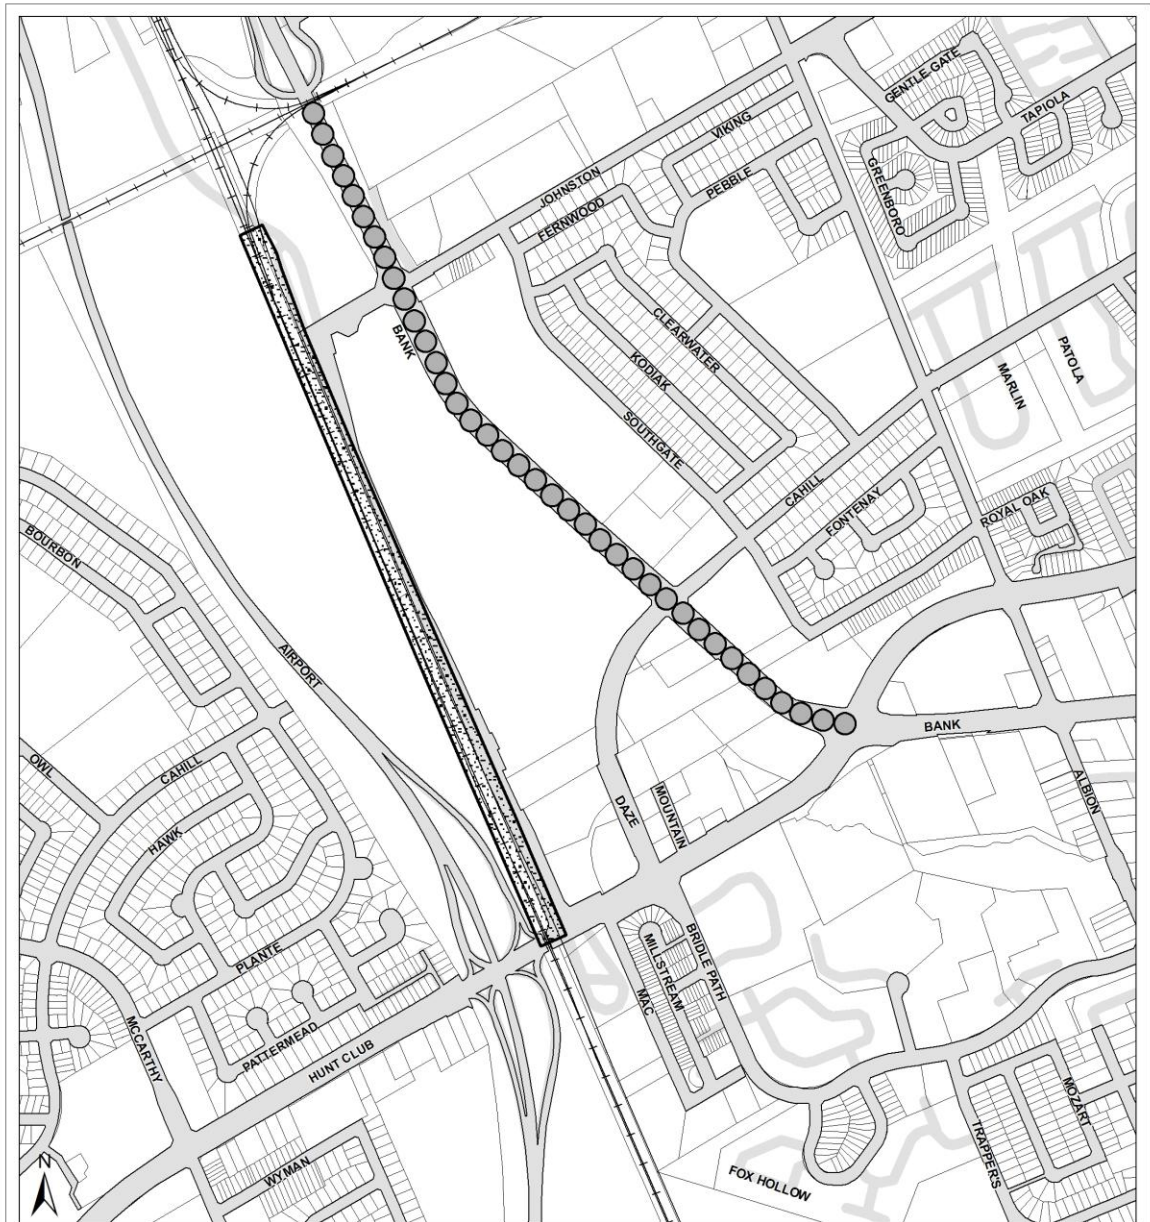 GENTLE GATE
TAPIOLA
VIKING
JOHNSTON
PEBBLE
GREENBORO
FERNWOOD
CLEARWATER
BANK
KODIAK
PATOLA
MARLIN
SOUTHGATE
CAHILL
FONTENAY
ROYAL OAK
BOURBON
AIRPORT
BANK
OWL
CAHILL
HAWK
DAZE
MOUNTAIN
ALBION
PLANTE
MILLSTREAM
BRIDLE PATH
MAC
MCCARTHY
PATTERMEAD
HUNT CLUB
MOZART
TRAPPER'S
N
WYMAN
FOX HOLLOW